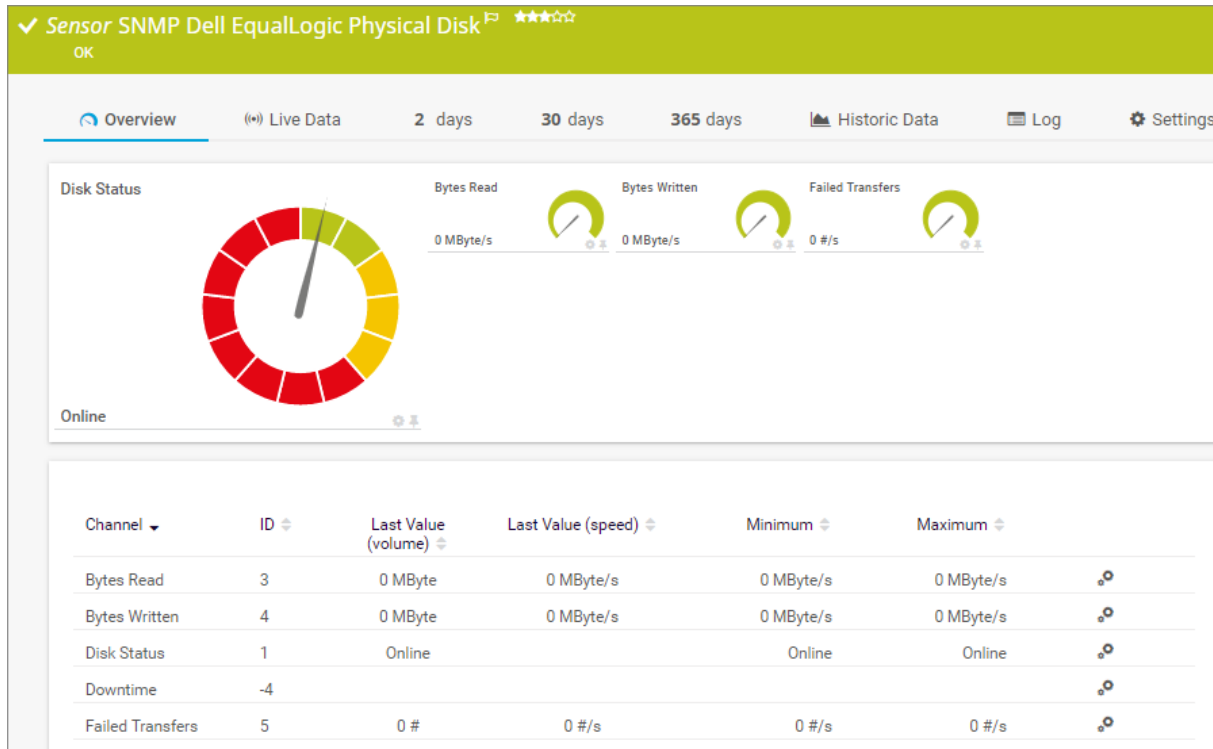 Sensor SNMP Dell EqualLogic Physical Disk
OK
Overview Live Data 2 days 30 days 365 days Historic Data Log Settings
Disk Status
Online
Bytes Read
0 MByte/s
Bytes Written
0 MByte/s
Failed Transfers
0 #/s
Channel ID Last Value (volume) Last Value (speed) Minimum Maximum
Bytes Read 3 0 MByte 0 MByte/s 0 MByte/s 0 MByte/s
Bytes Written 4 0 MByte 0 MByte/s 0 MByte/s 0 MByte/s
Disk Status 1 Online Online Online
Downtime -4
Failed Transfers 5 0 # 0 #/s 0 #/s 0 #/s